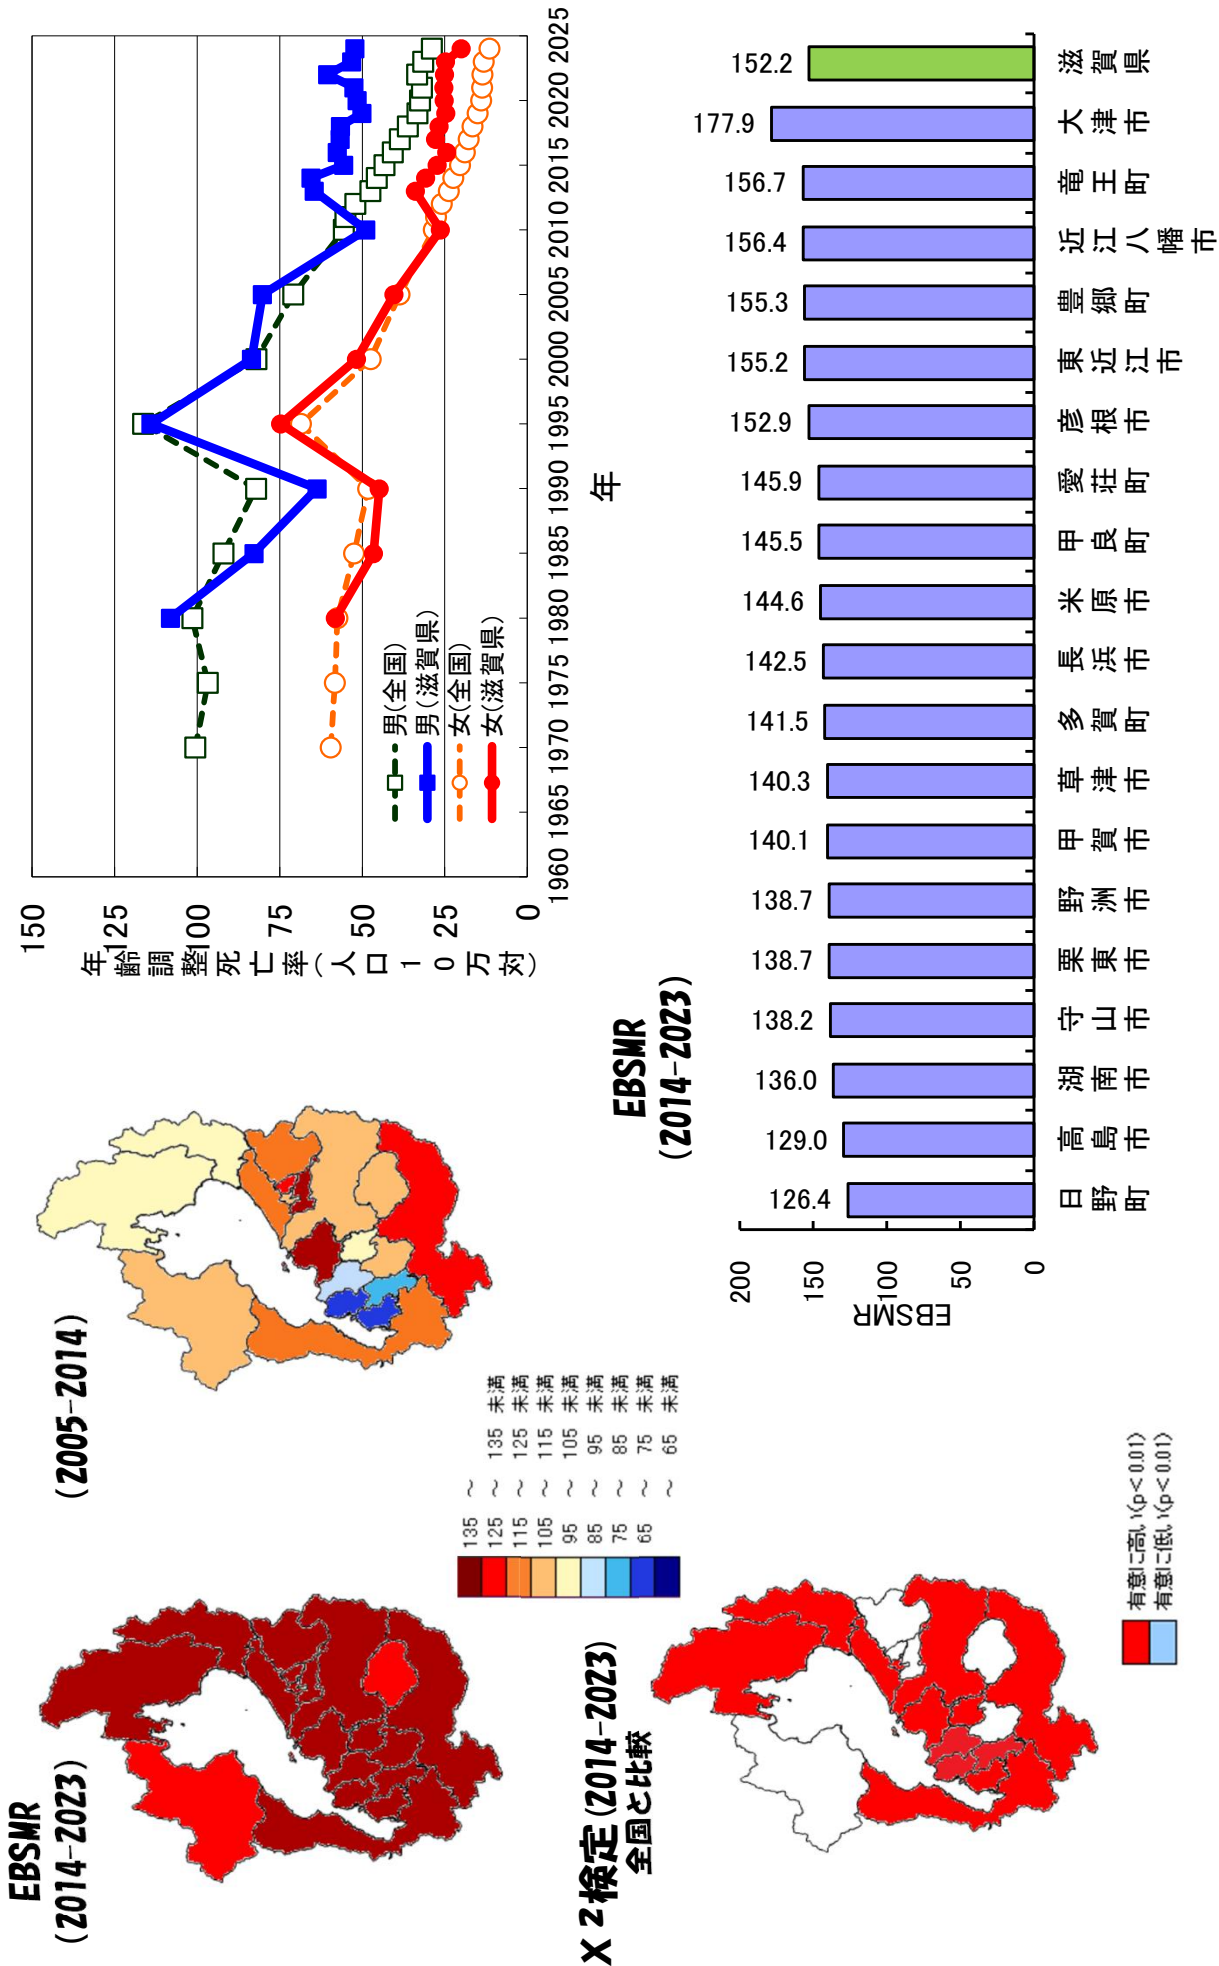 EBSMR
(2014-2023)
(2005-2014)
135 ～
125 ～ 135 未満
115 ～ 125 未満
105 ～ 115 未満
95 ～ 105 未満
85 ～ 95 未満
75 ～ 85 未満
65 ～ 75 未満
～ 65 未満
150
125
100
75
50
25
0
年齢調整死亡率(人口10万対)
1960 1965 1970 1975 1980 1985 1990 1995 2000 2005 2010 2015 2020 2025
年
男(全国)
男(滋賀県)
女(全国)
女(滋賀県)
X²検定(2014-2023)
全国と比較
有意に高い(p＜0.01)
有意に低い(p＜0.01)
EBSMR
(2014-2023)
EBSMR
200
150
100
50
0
126.4 129.0 136.0 138.2 138.7 138.7 140.1 140.3 141.5 142.5 144.6 145.5 145.9 152.9 155.2 155.3 156.4 156.7 177.9 152.2
日野町 高島市 湖南市 守山市 栗東市 野洲市 甲賀市 草津市 多賀町 長浜市 米原市 甲良町 愛荘町 彦根市 東近江市 豊郷町 近江八幡市 竜王町 大津市 滋賀県